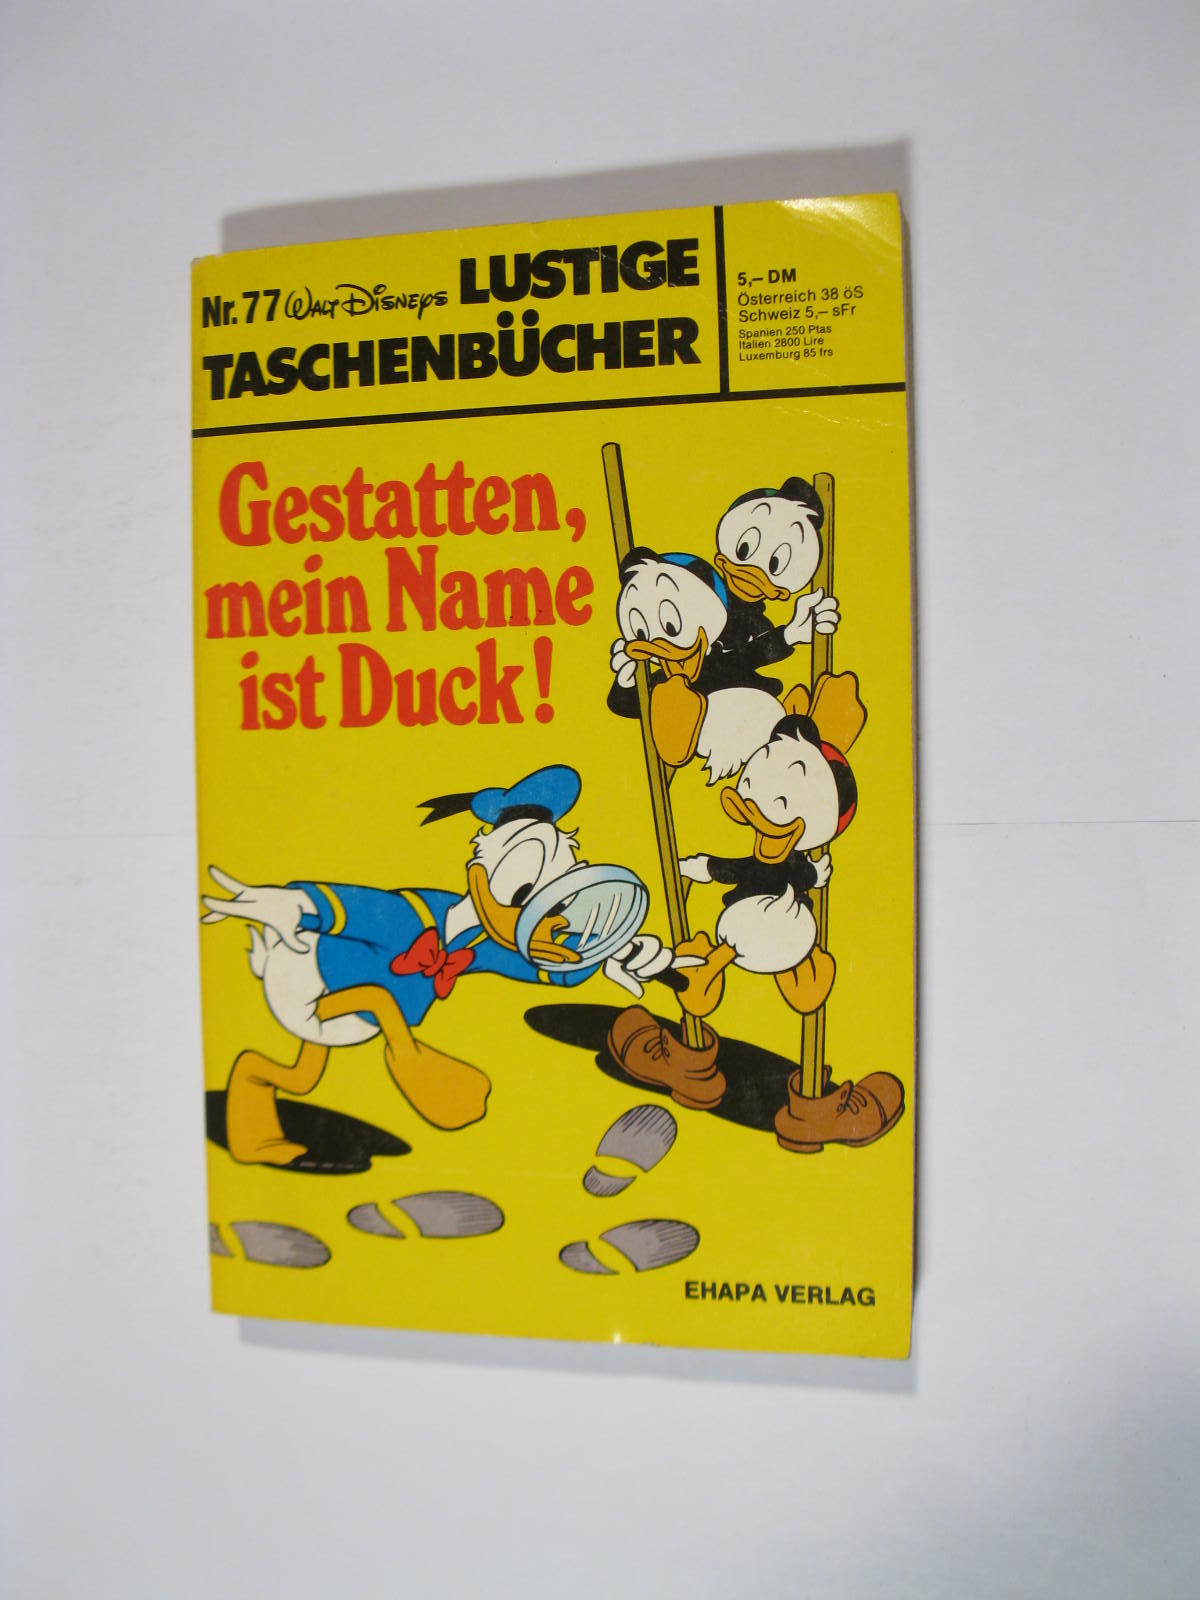 Nr. 77 Walt Disneys LUSTIGE
TASCHENBÜCHER
5,– DM
Österreich 38 öS
Schweiz 5,– sFr
Spanien 250 Ptas
Italien 2800 Lire
Luxemburg 85 frs
Gestatten,
mein Name
ist Duck!
EHAPA VERLAG